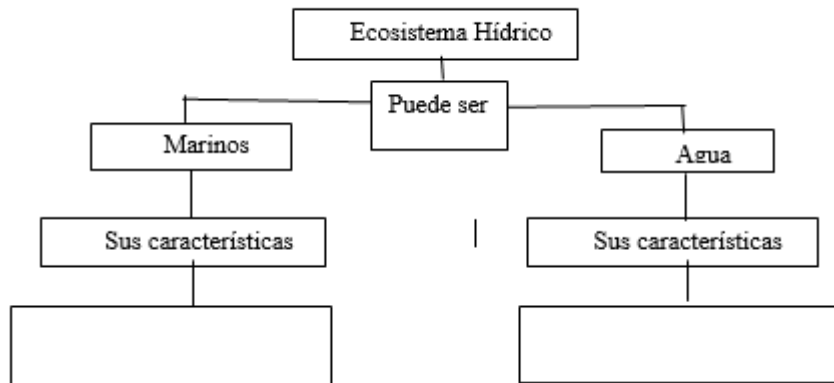 Ecosistema Hídrico
Puede ser
Marinos
Agua
Sus características
Sus características